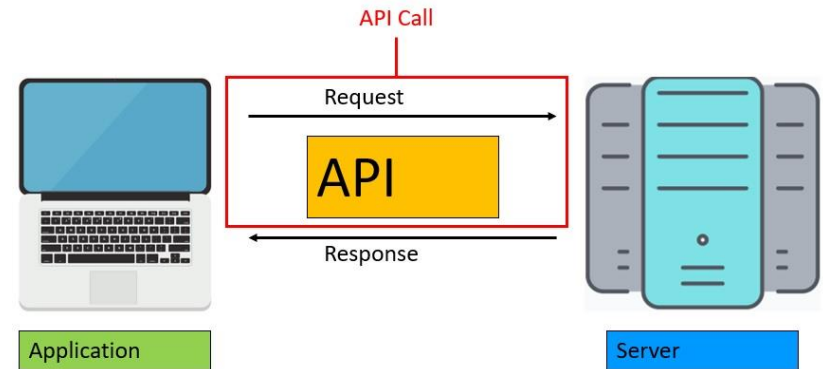 API Call
Request
API
Response
Application
Server